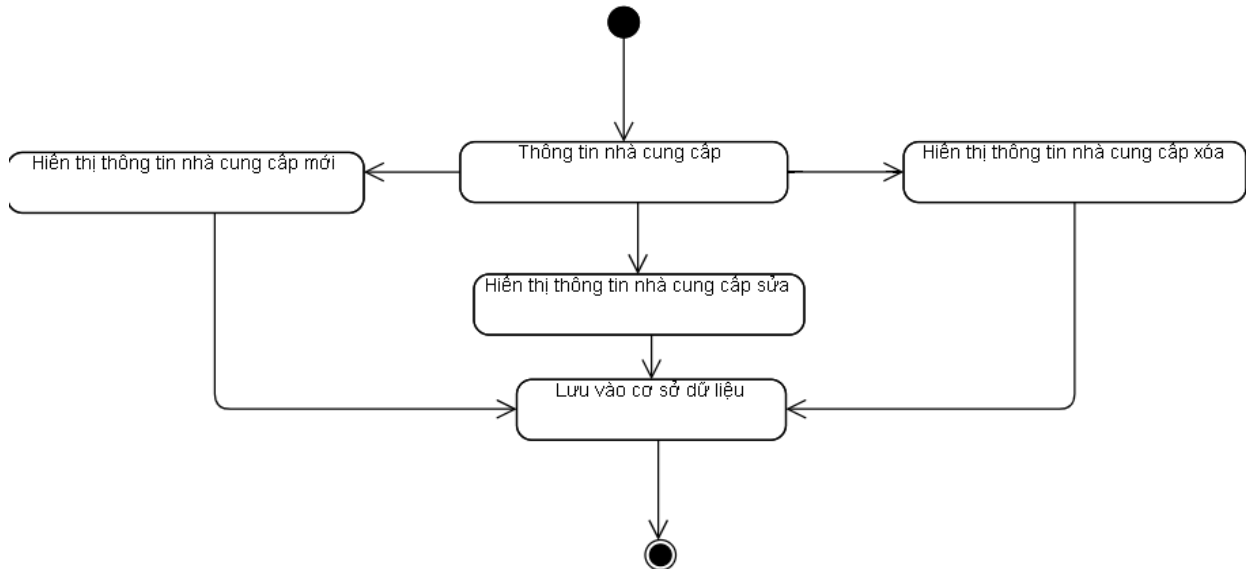 Thông tin nhà cung cấp
Hiển thị thông tin nhà cung cấp mới
Hiển thị thông tin nhà cung cấp xóa
Hiển thị thông tin nhà cung cấp sửa
Lưu vào cơ sở dữ liệu